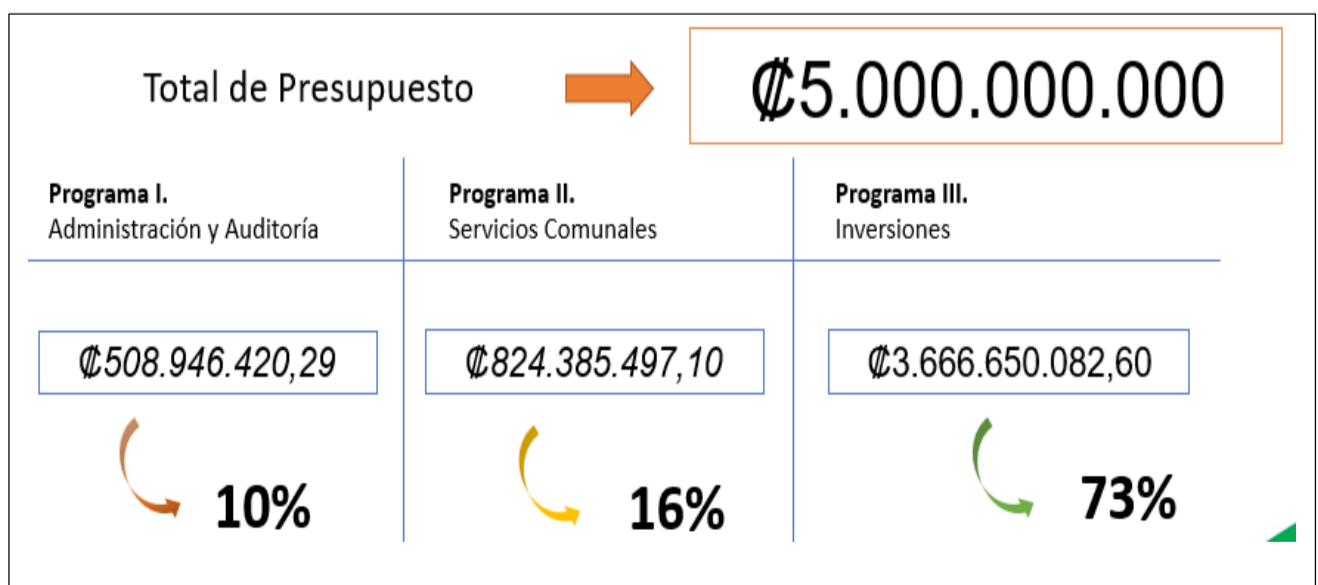 Total de Presupuesto
₡5.000.000.000
Programa I.
Administración y Auditoría
Programa II.
Servicios Comunales
Programa III.
Inversiones
₡508.946.420,29
₡824.385.497,10
₡3.666.650.082,60
10%
16%
73%